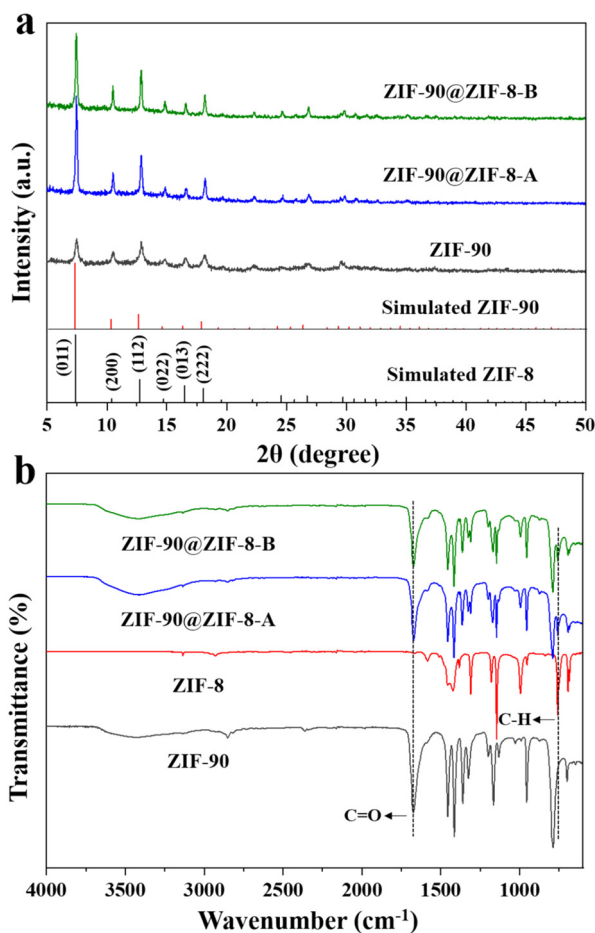 a
ZIF-90@ZIF-8-B
ZIF-90@ZIF-8-A
ZIF-90
Simulated ZIF-90
Simulated ZIF-8
(011)
(200)
(112)
(022)
(013)
(222)
Intensity (a.u.)
5 10 15 20 25 30 35 40 45 50
2θ (degree)
b
ZIF-90@ZIF-8-B
ZIF-90@ZIF-8-A
ZIF-8
C-H
ZIF-90
C=O
Transmittance (%)
4000 3500 3000 2500 2000 1500 1000
Wavenumber (cm⁻¹)